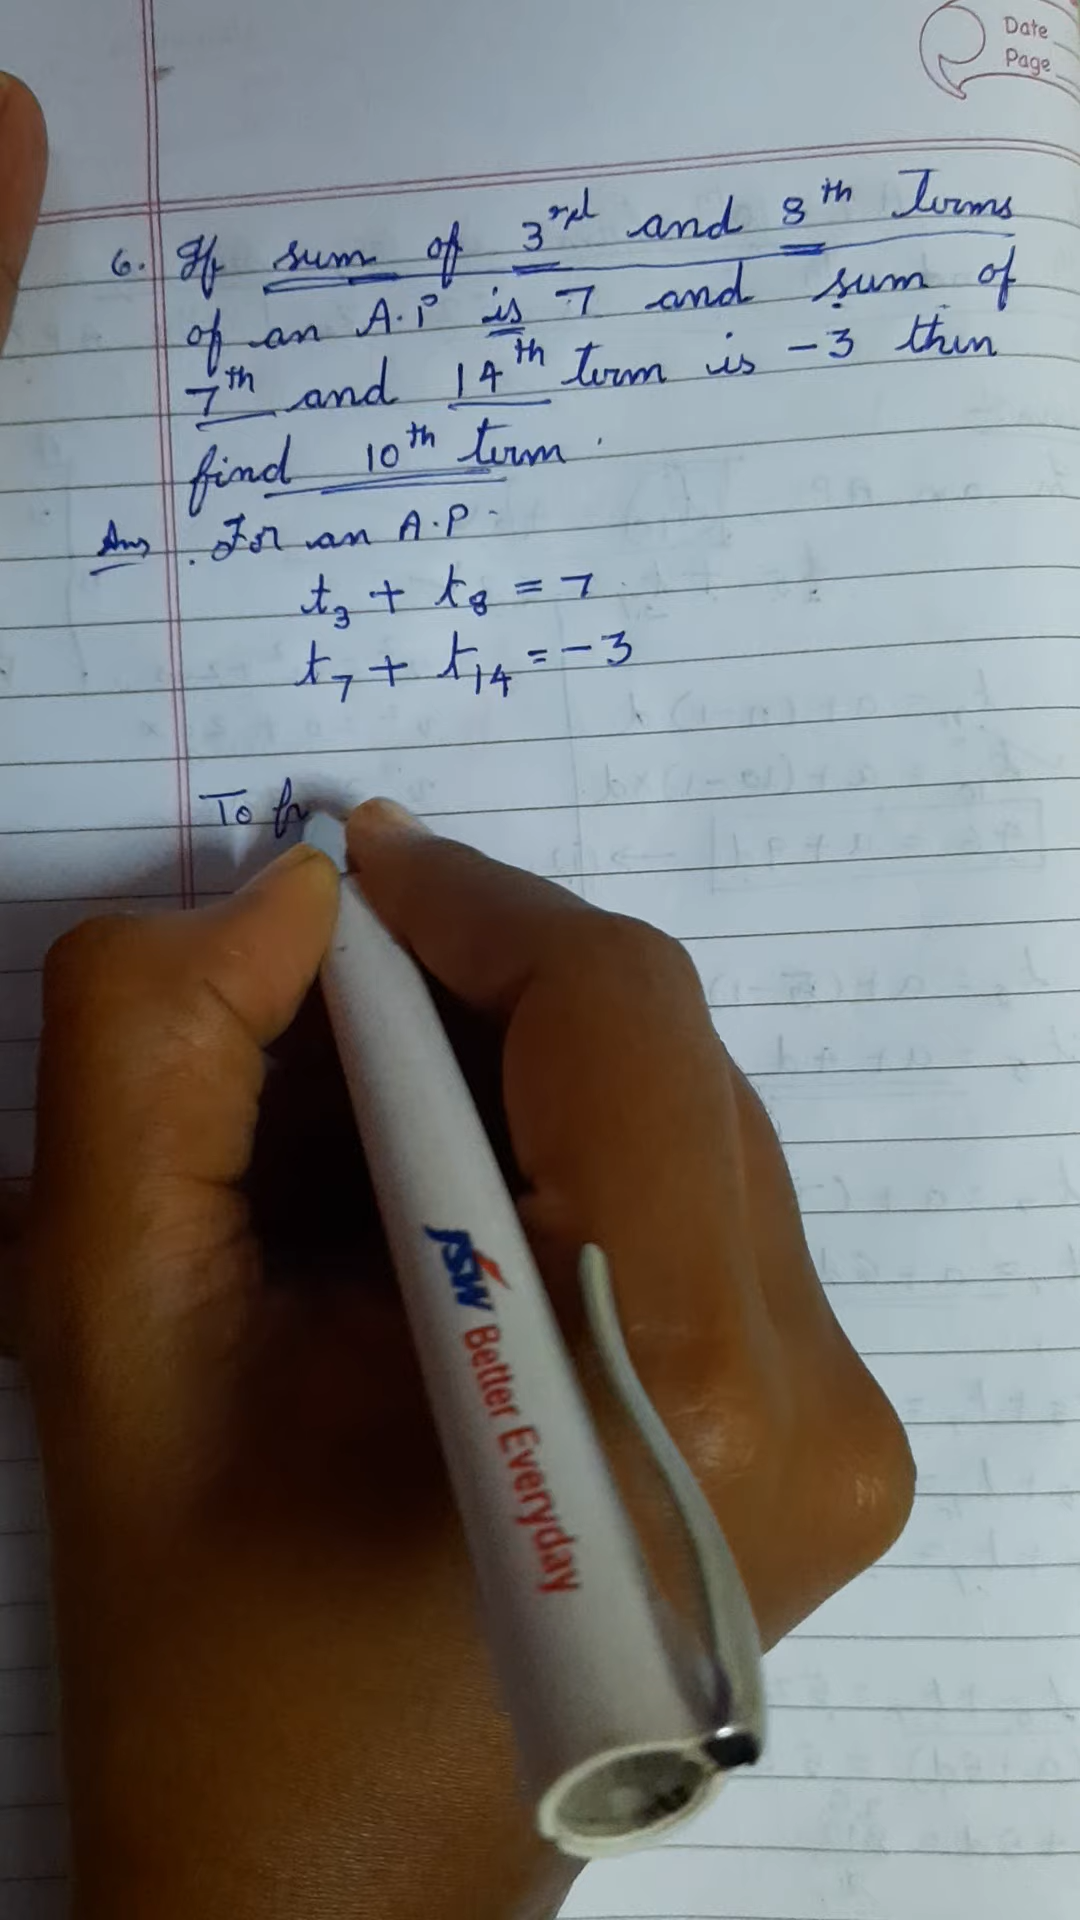 Date
Page
6. If sum of 3rd and 8th Terms
of an A.P is 7 and sum of
7th and 14th term is -3 then
find 10th term.
Ans . For an A.P.
t₃ + t₈ = 7
t₇ + t₁₄ = -3
To
JSW Better Everyday